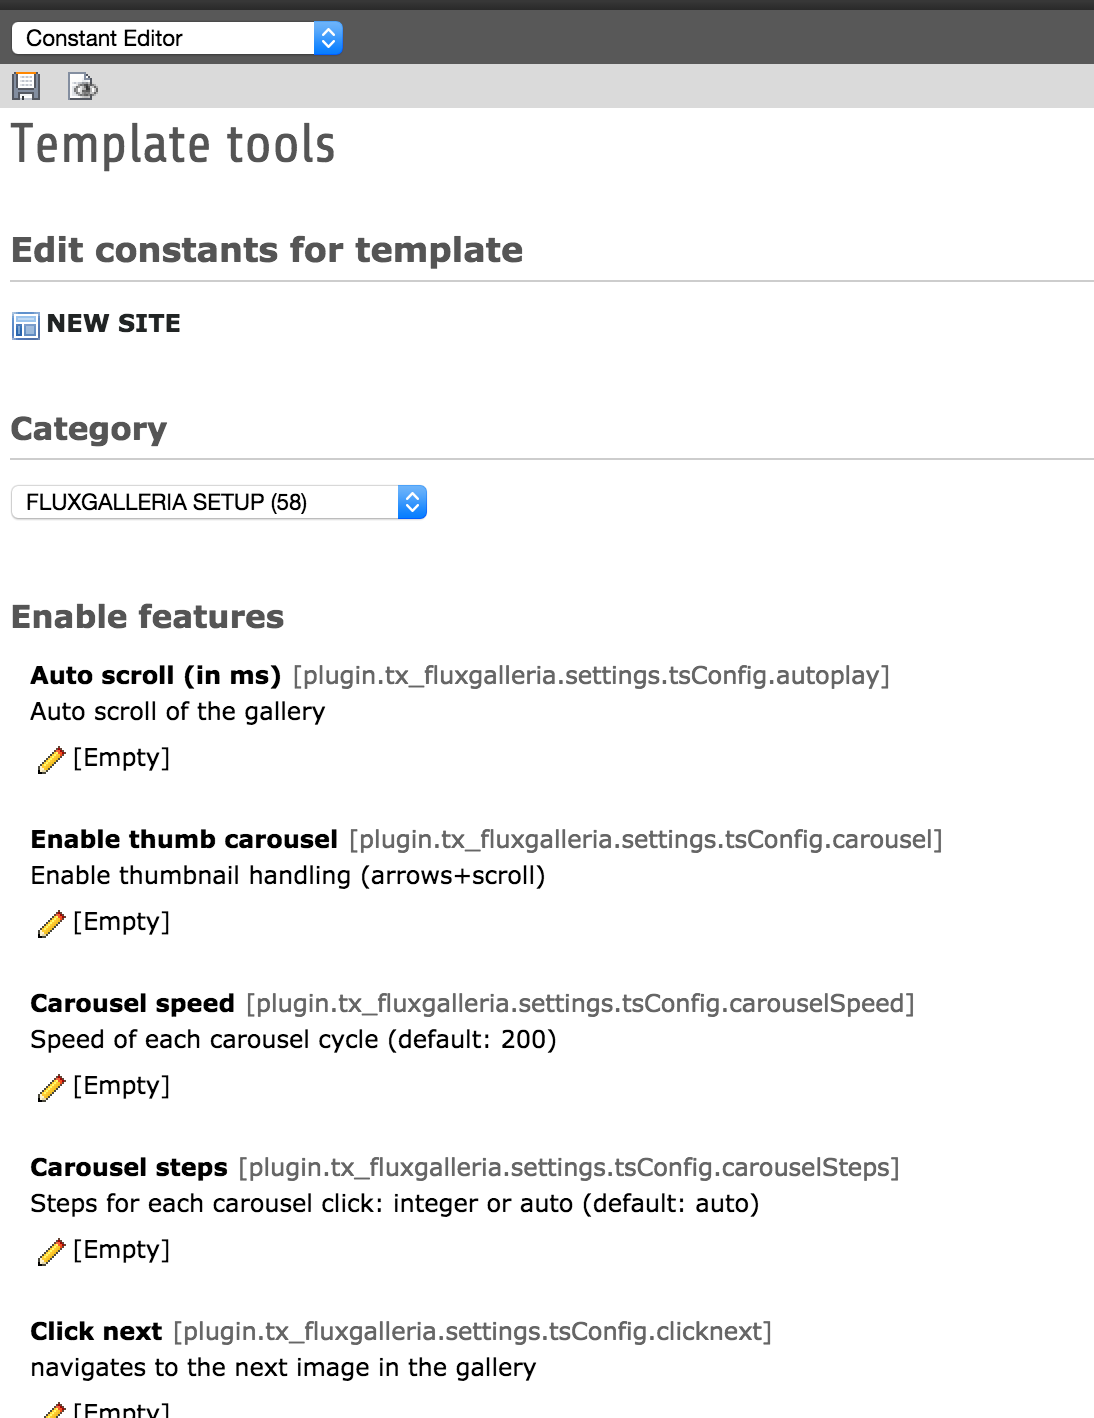 Constant Editor
Template tools
Edit constants for template
NEW SITE
Category
FLUXGALLERIA SETUP (58)
Enable features
Auto scroll (in ms) [plugin.tx_fluxgalleria.settings.tsConfig.autoplay]
Auto scroll of the gallery
[Empty]
Enable thumb carousel [plugin.tx_fluxgalleria.settings.tsConfig.carousel]
Enable thumbnail handling (arrows+scroll)
[Empty]
Carousel speed [plugin.tx_fluxgalleria.settings.tsConfig.carouselSpeed]
Speed of each carousel cycle (default: 200)
[Empty]
Carousel steps [plugin.tx_fluxgalleria.settings.tsConfig.carouselSteps]
Steps for each carousel click: integer or auto (default: auto)
[Empty]
Click next [plugin.tx_fluxgalleria.settings.tsConfig.clicknext]
navigates to the next image in the gallery
[Empty]